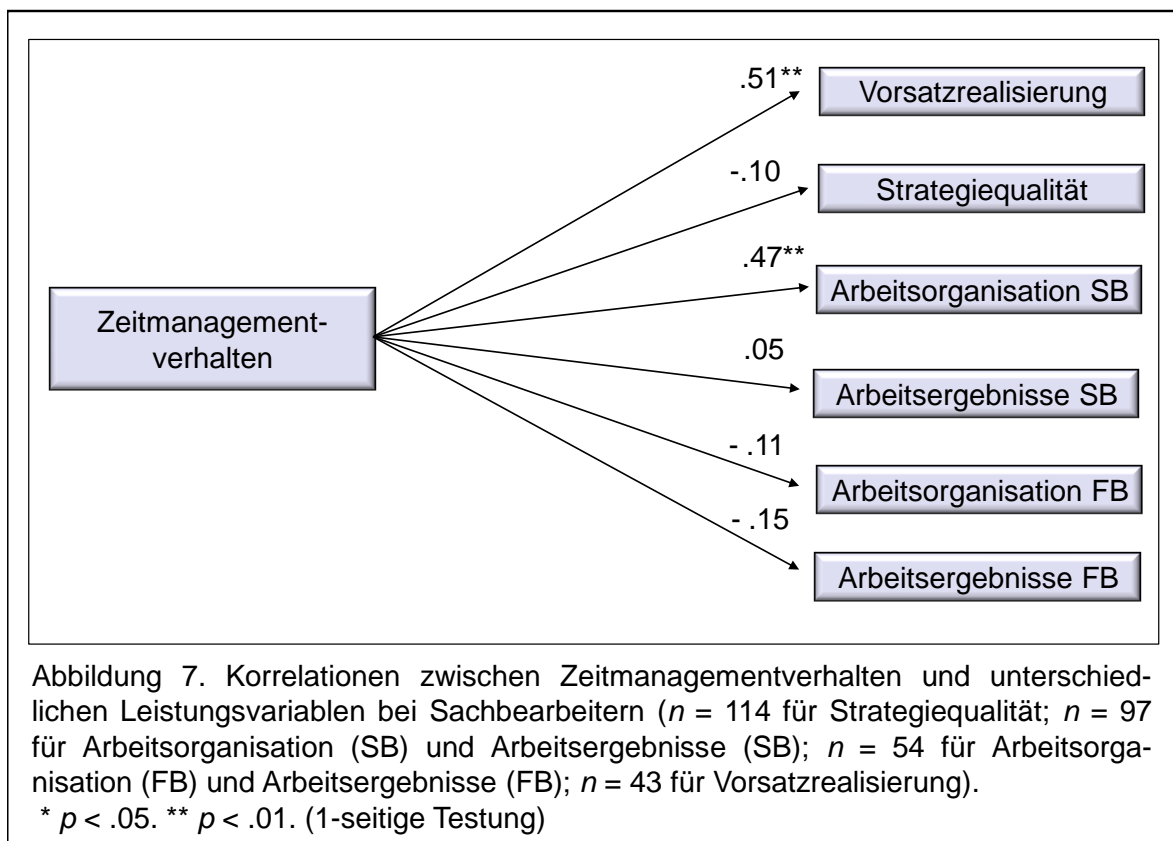 .51**
Vorsatzrealisierung
-.10
Strategiequalität
.47**
Arbeitsorganisation SB
Zeitmanagement-
verhalten
.05
Arbeitsergebnisse SB
- .11
Arbeitsorganisation FB
- .15
Arbeitsergebnisse FB
Abbildung 7. Korrelationen zwischen Zeitmanagementverhalten und unterschied-
lichen Leistungsvariablen bei Sachbearbeitern (n = 114 für Strategiequalität; n = 97
für Arbeitsorganisation (SB) und Arbeitsergebnisse (SB); n = 54 für Arbeitsorga-
nisation (FB) und Arbeitsergebnisse (FB); n = 43 für Vorsatzrealisierung).
* p < .05. ** p < .01. (1-seitige Testung)